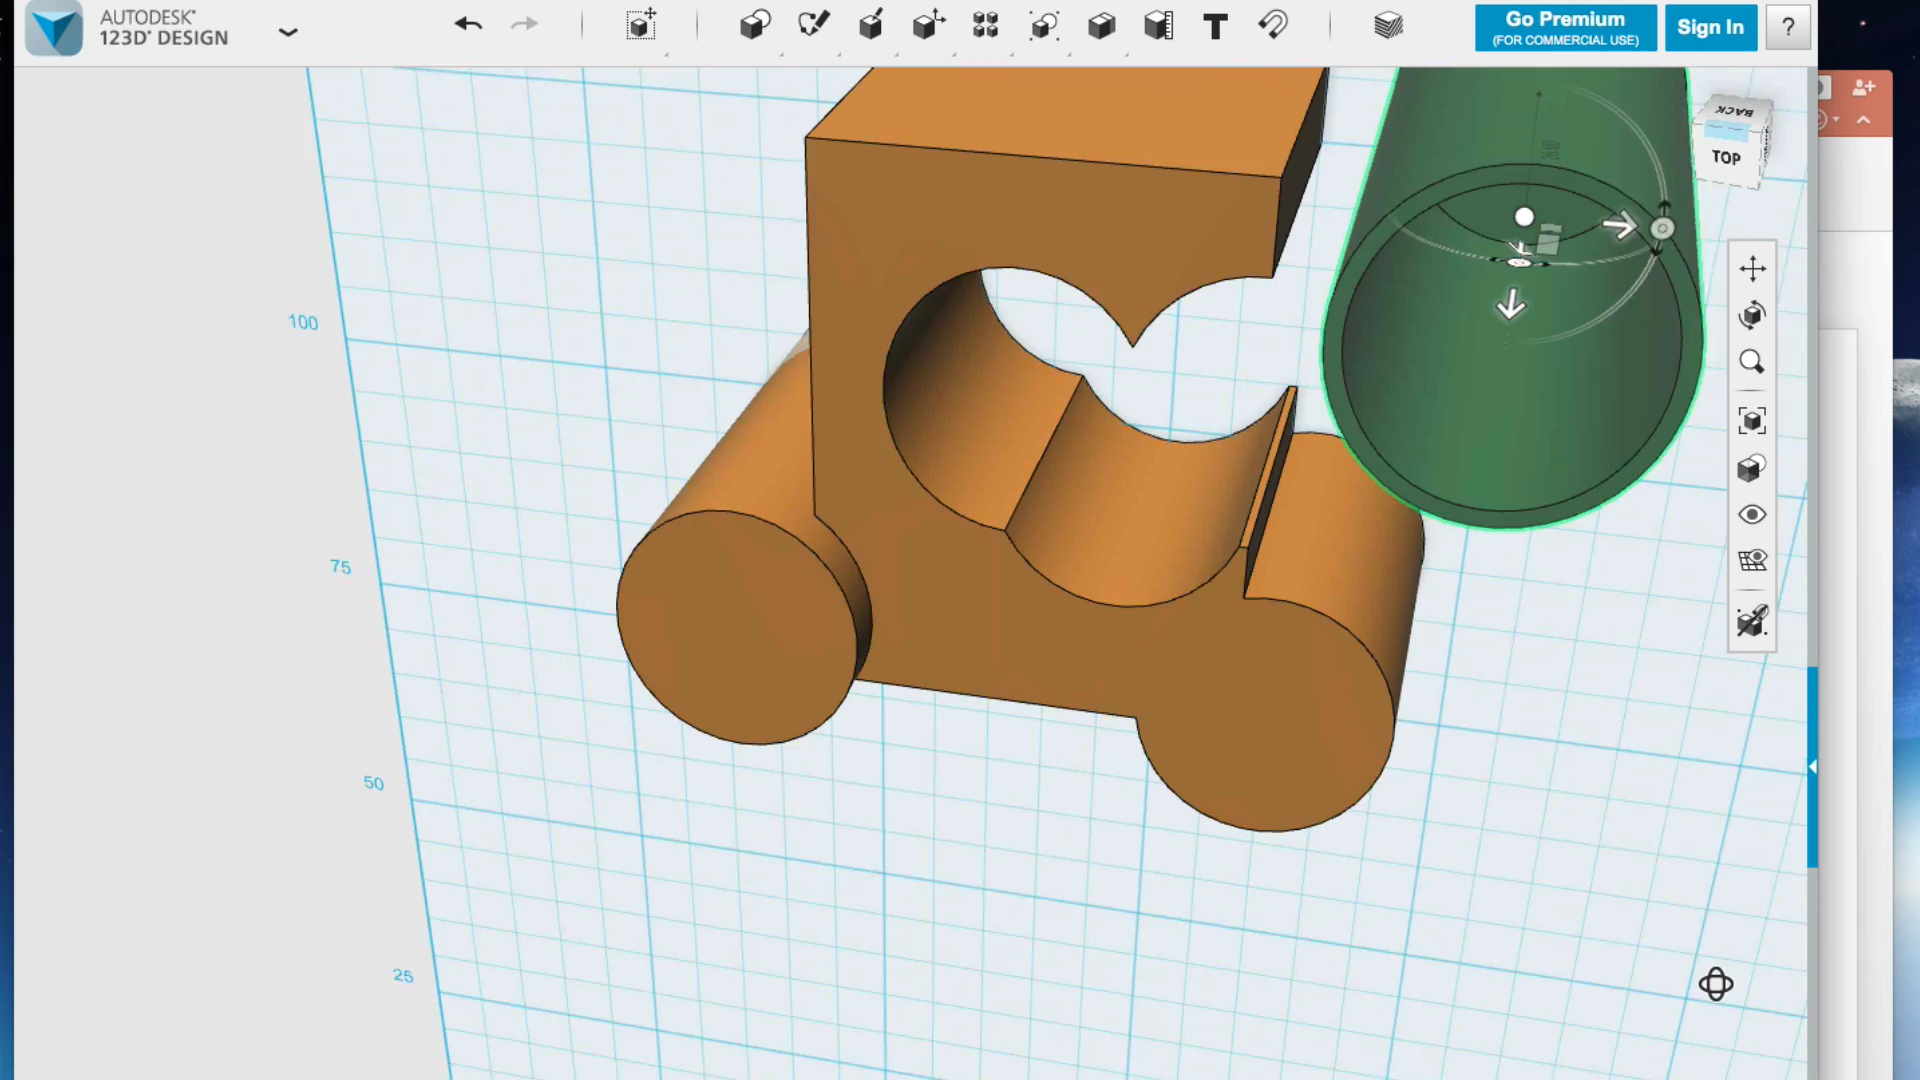 AUTODESK®
123D® DESIGN
T
Go Premium
(FOR COMMERCIAL USE)
Sign In
?
BACK
TOP
100
75
50
25